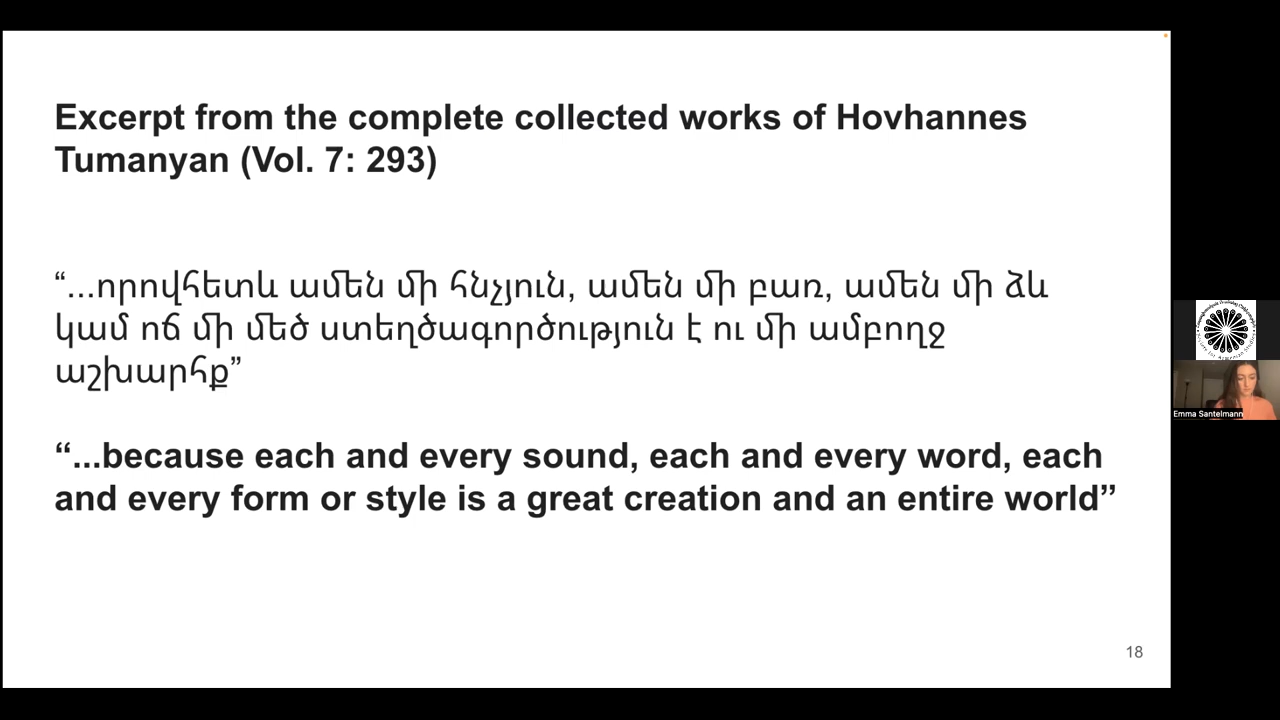 Excerpt from the complete collected works of Hovhannes
Tumanyan (Vol. 7: 293)
“...որովհետև ամեն մի հնչյուն, ամեն մի բառ, ամեն մի ձև
կամ ոճ մի մեծ ստեղծագործություն է ու մի ամբողջ
աշխարհք”
“...because each and every sound, each and every word, each
and every form or style is a great creation and an entire world”
18
Emma Santelmann